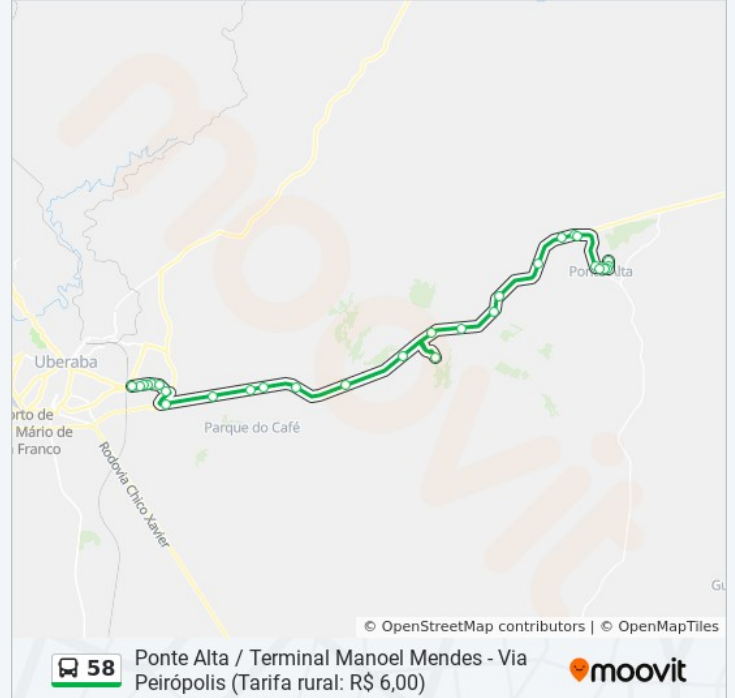 moovit
Ponte Alta
Uberaba
orto de
Mário de
Franco
Parque do Café
Rodovia Chico Xavier
Gu
© OpenStreetMap contributors | © OpenMapTiles
58
Ponte Alta / Terminal Manoel Mendes - Via
Peirópolis (Tarifa rural: R$ 6,00)
moovit